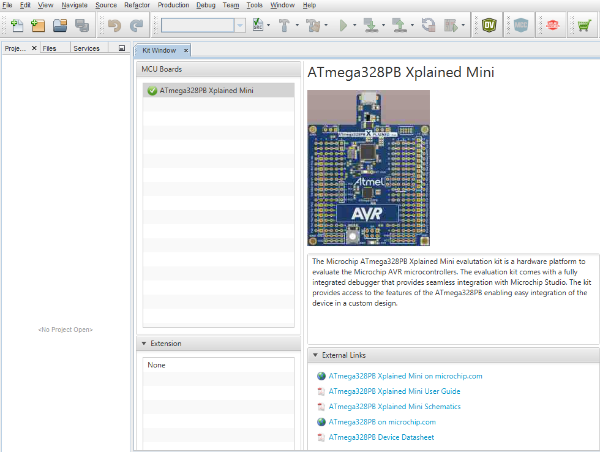 File Edit View Navigate Source Refactor Production Debug Team Tools Window Help
Proje... × Files Services
Kit Window ×
MCU Boards
ATmega328PB Xplained Mini
<No Project Open>
Extension
None
ATmega328PB Xplained Mini
Atmel
AVR
The Microchip ATmega328PB Xplained Mini evalutation kit is a hardware platform to
evaluate the Microchip AVR microcontrollers. The evaluation kit comes with a fully
integrated debugger that provides seamless integration with Microchip Studio. The kit
provides access to the features of the ATmega328PB enabling easy integration of the
device in a custom design.
External Links
ATmega328PB Xplained Mini on microchip.com
ATmega328PB Xplained Mini User Guide
ATmega328PB Xplained Mini Schematics
ATmega328PB on microchip.com
ATmega328PB Device Datasheet